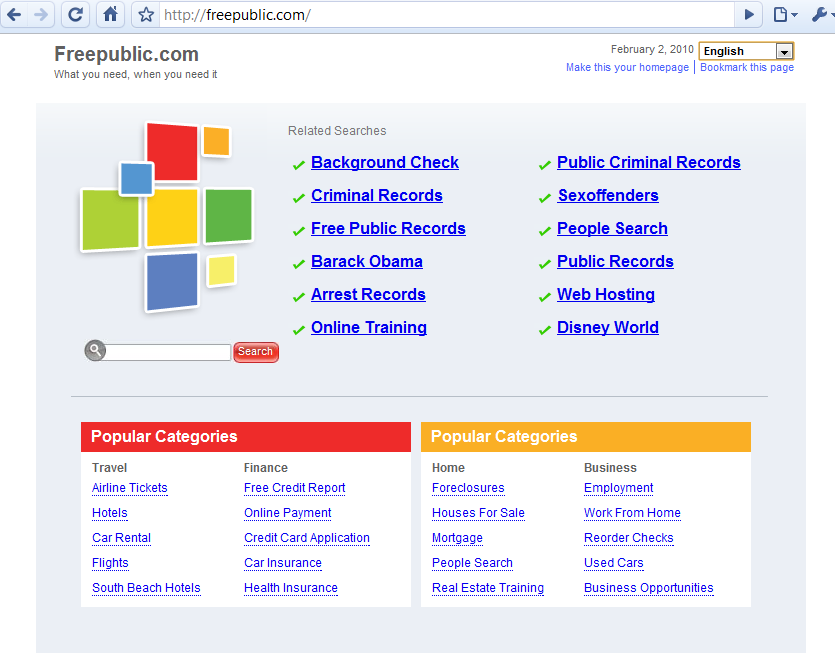 http://freepublic.com/
Freepublic.com
What you need, when you need it
February 2, 2010 English
Make this your homepage | Bookmark this page
Related Searches
Background Check
Criminal Records
Free Public Records
Barack Obama
Arrest Records
Online Training
Public Criminal Records
Sexoffenders
People Search
Public Records
Web Hosting
Disney World
Search
Popular Categories
Travel
Airline Tickets
Hotels
Car Rental
Flights
South Beach Hotels
Finance
Free Credit Report
Online Payment
Credit Card Application
Car Insurance
Health Insurance
Popular Categories
Home
Foreclosures
Houses For Sale
Mortgage
People Search
Real Estate Training
Business
Employment
Work From Home
Reorder Checks
Used Cars
Business Opportunities